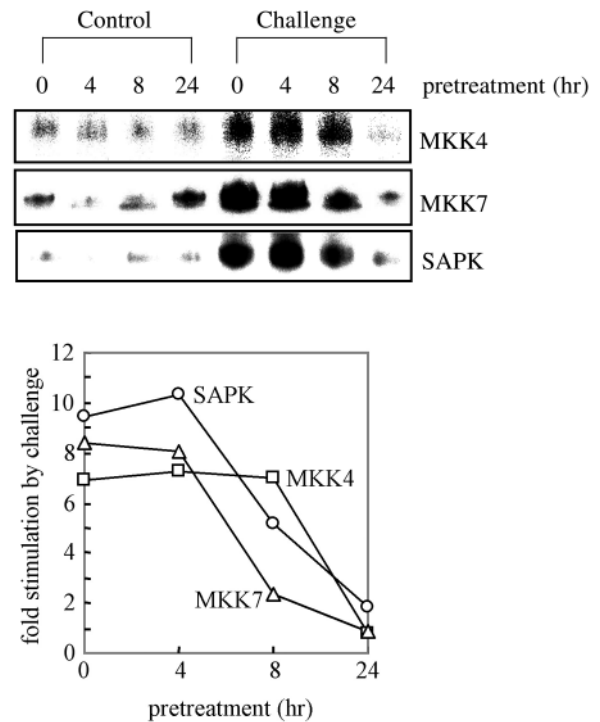 Control Challenge
0 4 8 24 0 4 8 24 pretreatment (hr)
MKK4
MKK7
SAPK
12
10
8
6
4
2
0
fold stimulation by challenge
SAPK
MKK4
MKK7
0 4 8 24
pretreatment (hr)